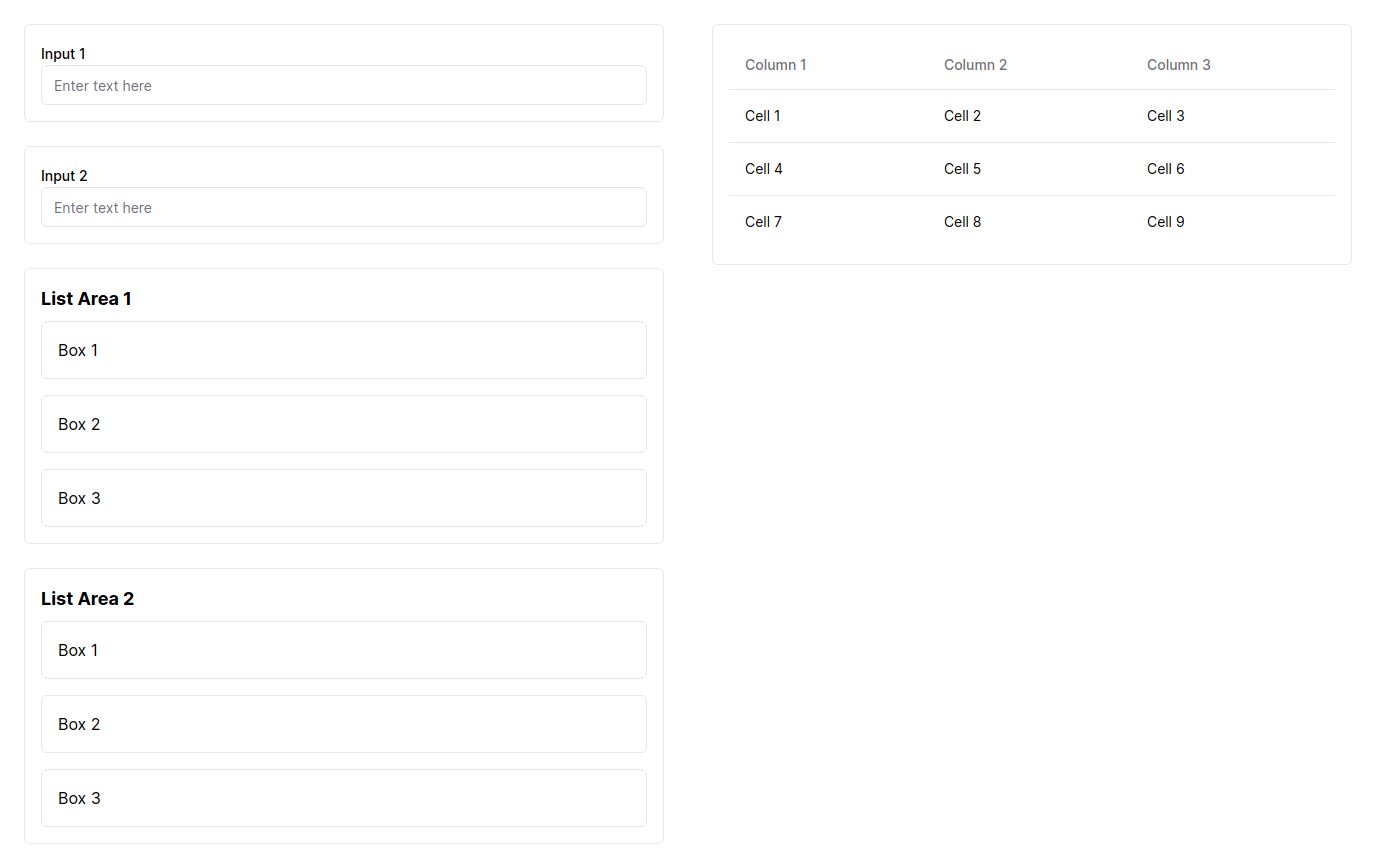 Input 1
Enter text here
Input 2
Enter text here
List Area 1
Box 1
Box 2
Box 3
List Area 2
Box 1
Box 2
Box 3
Column 1 Column 2 Column 3
Cell 1 Cell 2 Cell 3
Cell 4 Cell 5 Cell 6
Cell 7 Cell 8 Cell 9